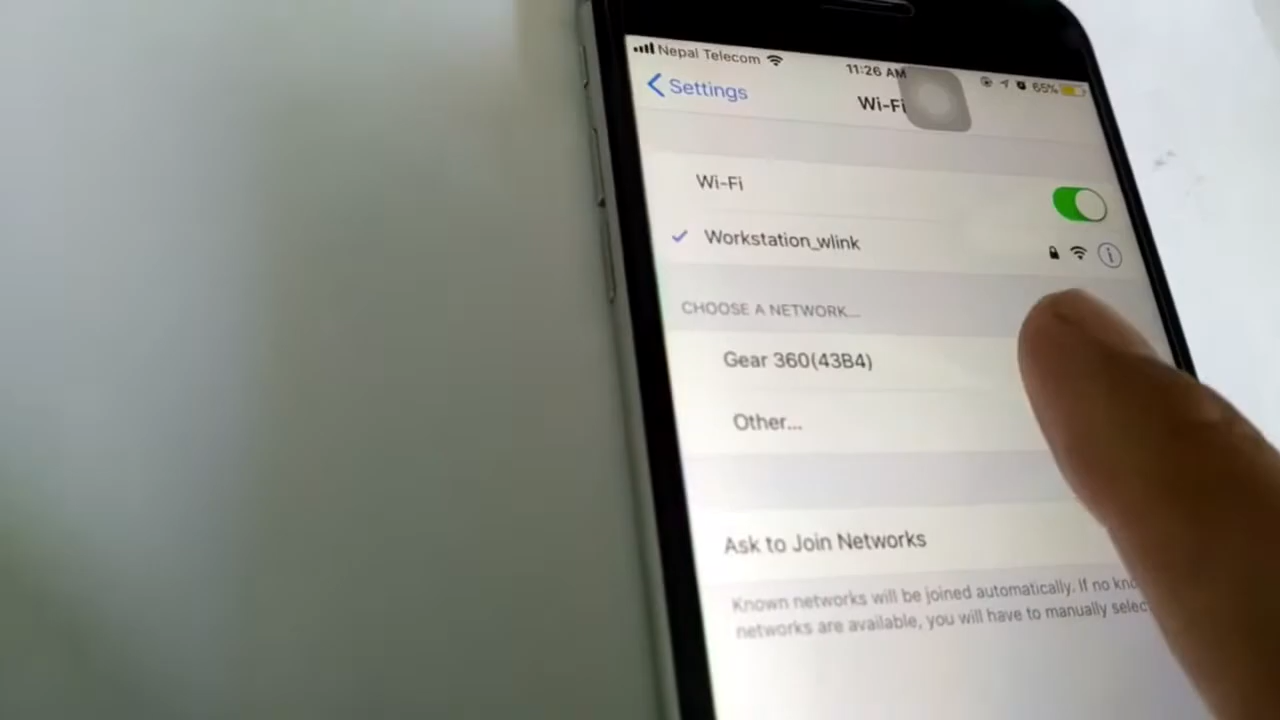 Nepal Telecom 11:26 AM 65%
Settings Wi-Fi
Wi-Fi
Workstation_wlink
CHOOSE A NETWORK...
Gear 360(43B4)
Other...
Ask to Join Networks
Known networks will be joined automatically. If no
networks are available, you will have to manually